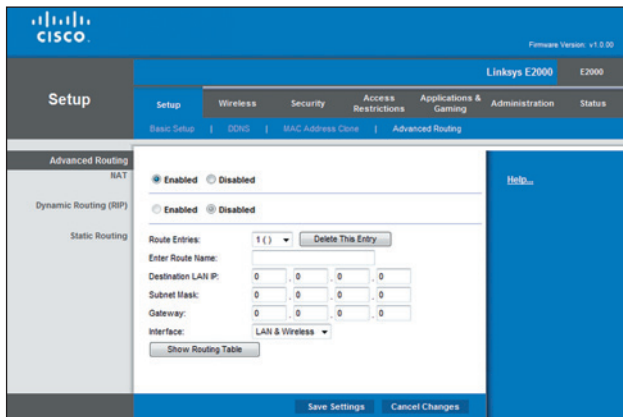 CISCO.
Firmware Version: v1.0.00
Linksys E2000 E2000
Setup
Setup Wireless Security Access Restrictions Applications & Gaming Administration Status
Basic Setup | DDNS | MAC Address Clone | Advanced Routing
Advanced Routing
NAT
Enabled Disabled
Help...
Dynamic Routing (RIP)
Enabled Disabled
Static Routing
Route Entries: 1 ( ) Delete This Entry
Enter Route Name:
Destination LAN IP: 0 . 0 . 0 . 0
Subnet Mask: 0 . 0 . 0 . 0
Gateway: 0 . 0 . 0 . 0
Interface: LAN & Wireless
Show Routing Table
Save Settings Cancel Changes